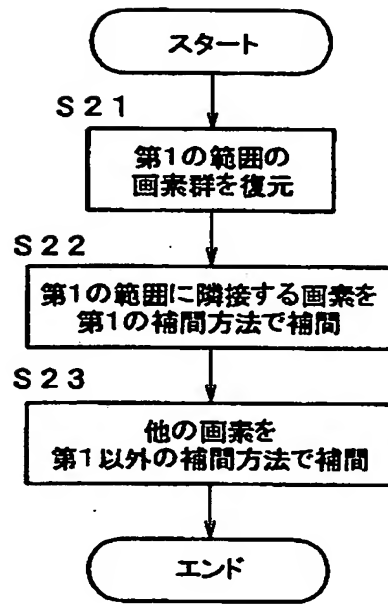 スタート
S21
第1の範囲の
画素群を復元
S22
第1の範囲に隣接する画素を
第1の補間方法で補間
S23
他の画素を
第1以外の補間方法で補間
エンド